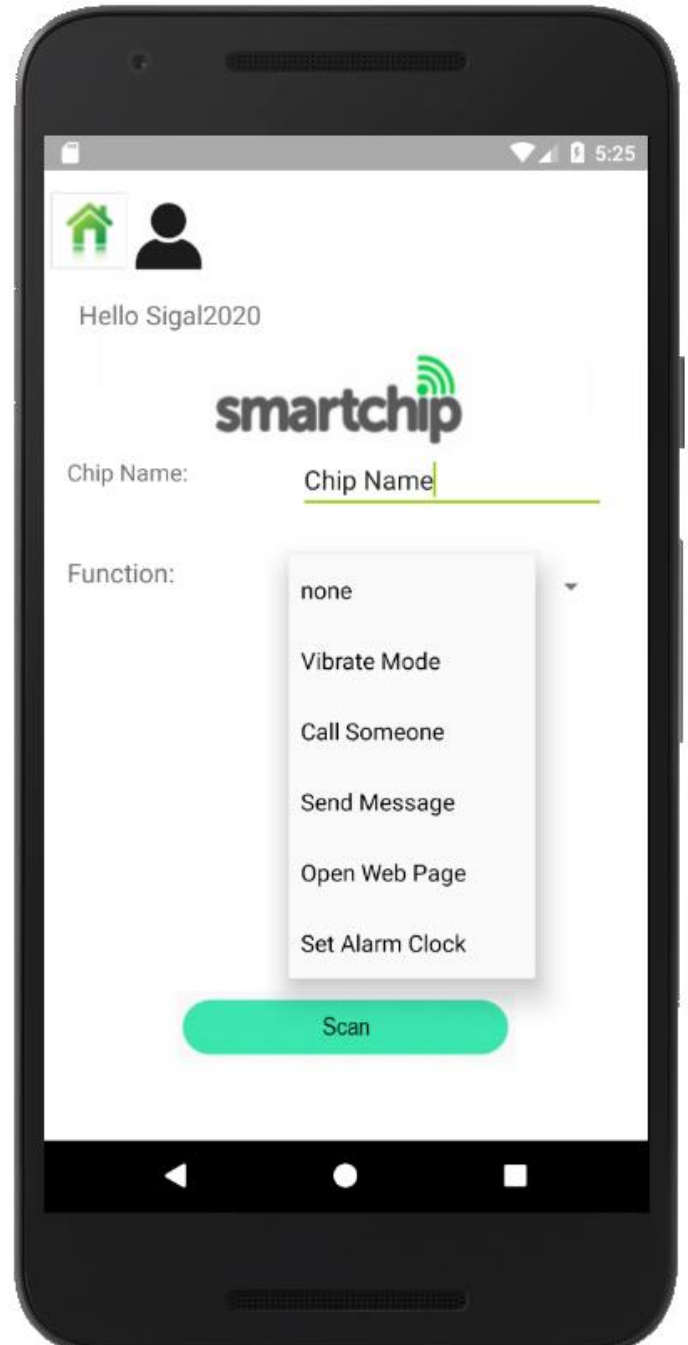 5:25
Hello Sigal2020
smartchip
Chip Name:
Chip Name
Function:
none
Vibrate Mode
Call Someone
Send Message
Open Web Page
Set Alarm Clock
Scan